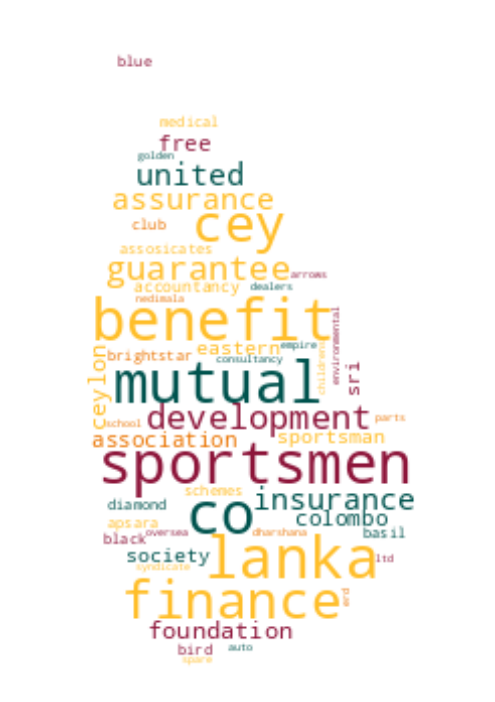 blue
medical
free
golden
united
assurance
cey
club
assosicates
guarantee
arrows
accountancy
dealers
nedimala
benefit
environmental
empire
eastern
brightstar
consultancy
childrens
ceylon
mutual
sri
development
parts
school
association
sportsman
sportsmen
schemes
insurance
diamond
co
colombo
apsara
basil
black
oversea
dharshana
society
lanka
ltd
syndicate
finance
erd
foundation
bird
auto
spare